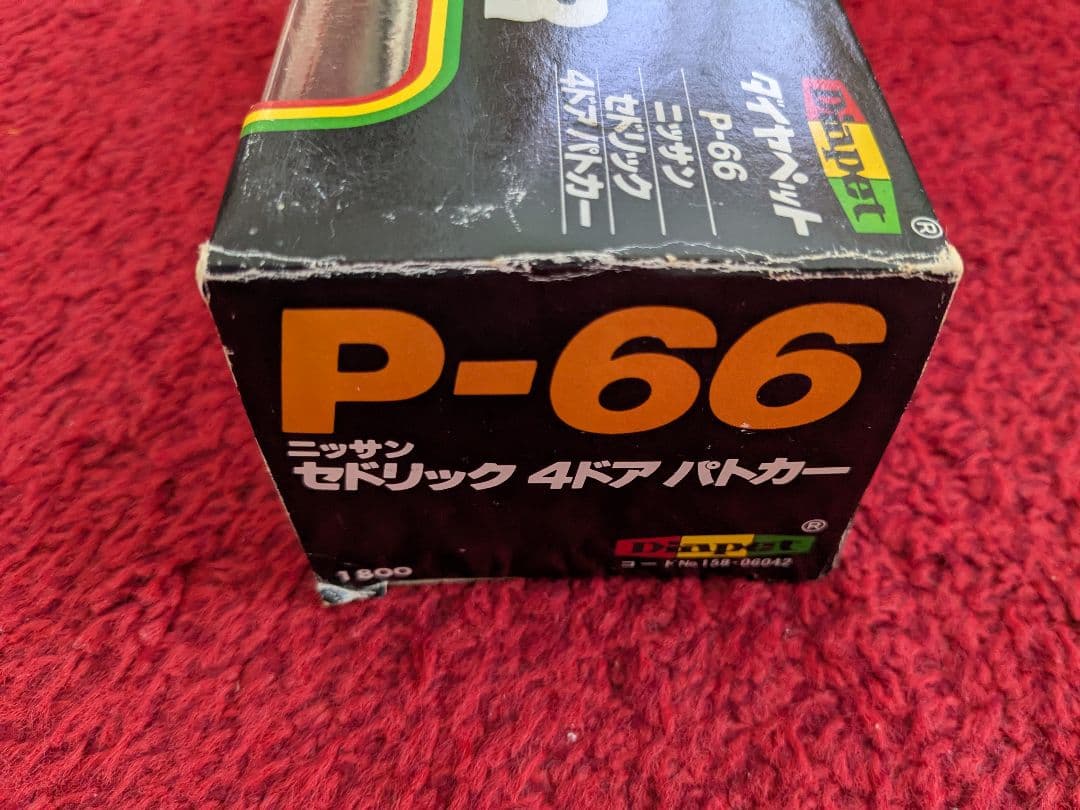 Diapet
®
ダイヤペット
P-66
ニッサン
セドリック
4ドアパトカー
P-66
ニッサン
セドリック 4ドア パトカー
®
Diapet
コードNo.158-06042
1800